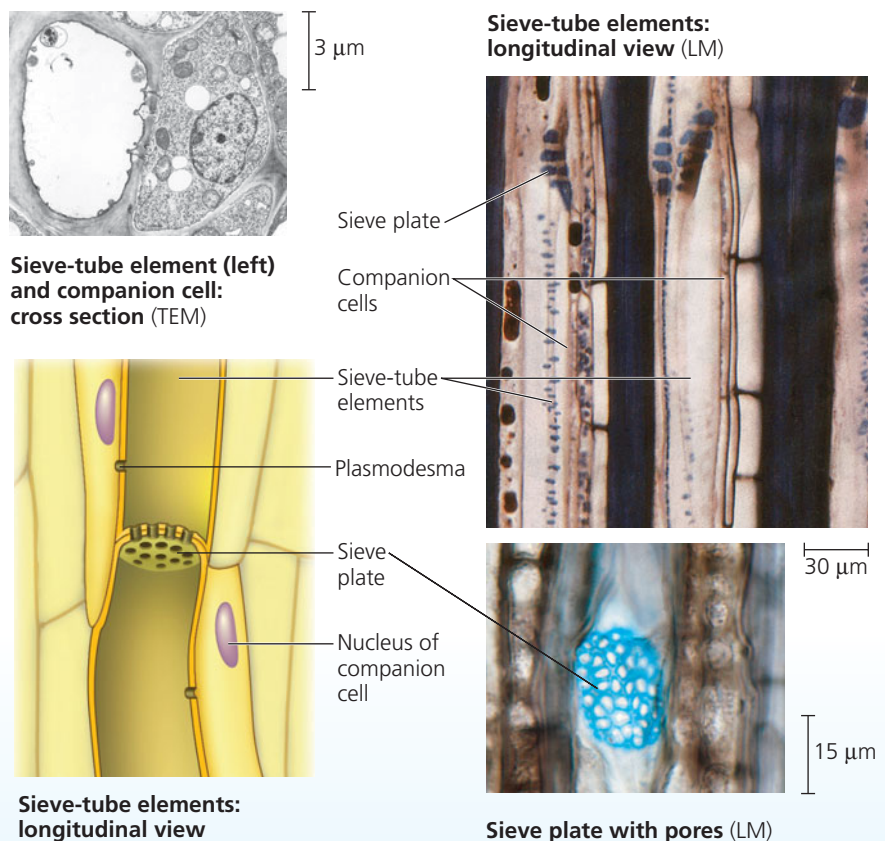 3 μm
Sieve-tube element (left)
and companion cell:
cross section (TEM)
Sieve-tube elements:
longitudinal view (LM)
Sieve plate
Companion
cells
Sieve-tube
elements
Plasmodesma
Sieve
plate
Nucleus of
companion
cell
30 μm
15 μm
Sieve-tube elements:
longitudinal view
Sieve plate with pores (LM)